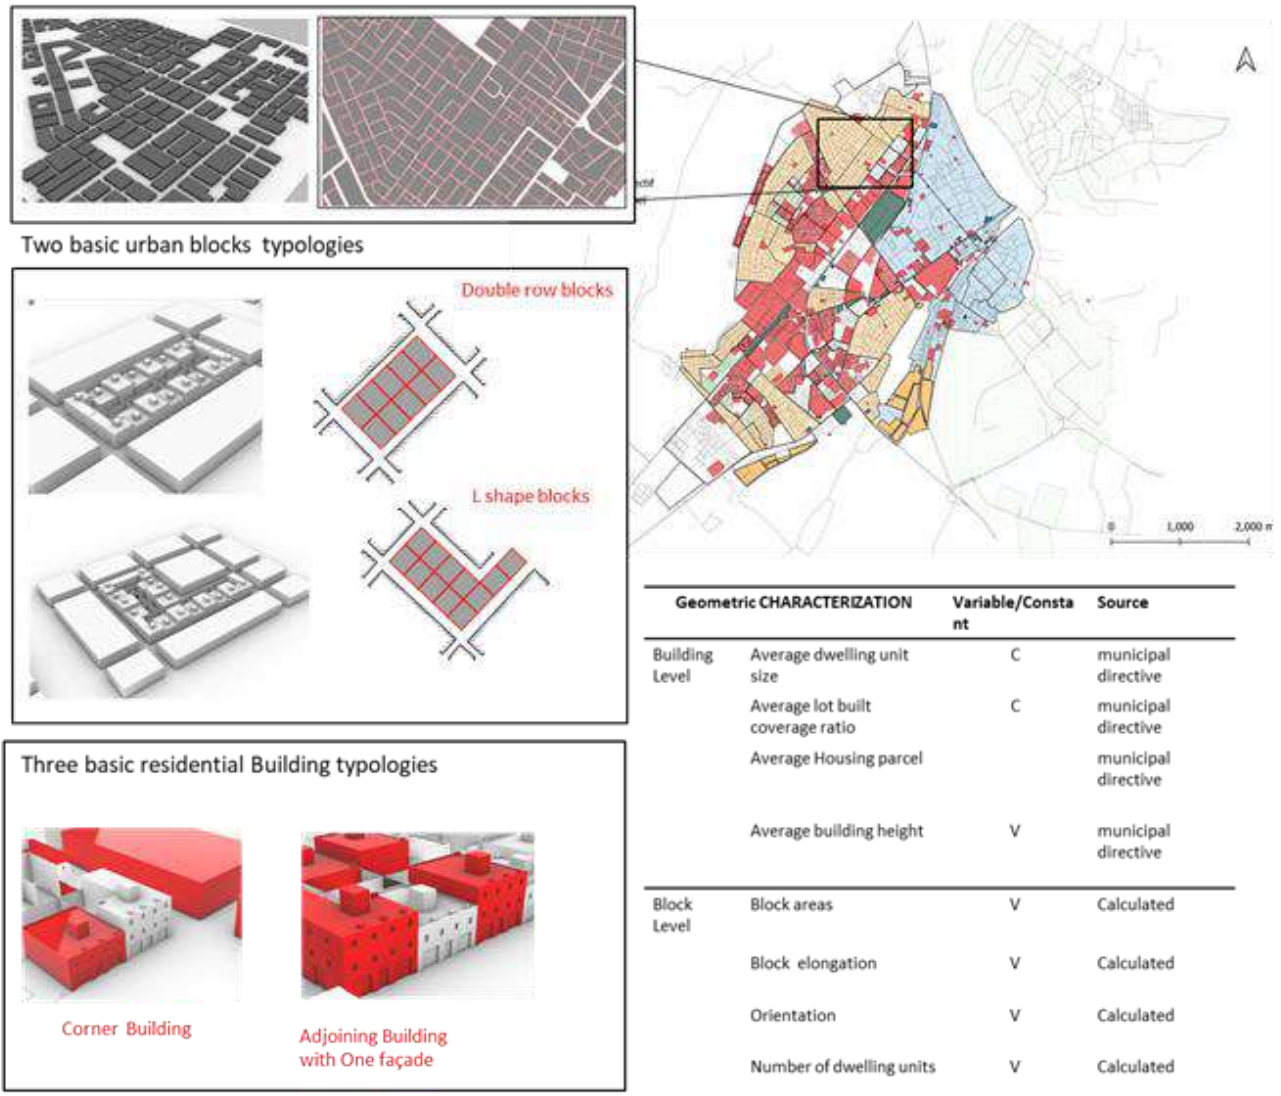 Two basic urban blocks typologies
Double row blocks
L shape blocks
Three basic residential Building typologies
Corner Building
Adjoining Building
with One façade
0 1,000 2,000 m
Geometric CHARACTERIZATION Variable/Consta Source
nt
Building Average dwelling unit C municipal
Level size directive
Average lot built C municipal
coverage ratio directive
Average Housing parcel municipal
directive
Average building height V municipal
directive
Block Block areas V Calculated
Level
Block elongation V Calculated
Orientation V Calculated
Number of dwelling units V Calculated